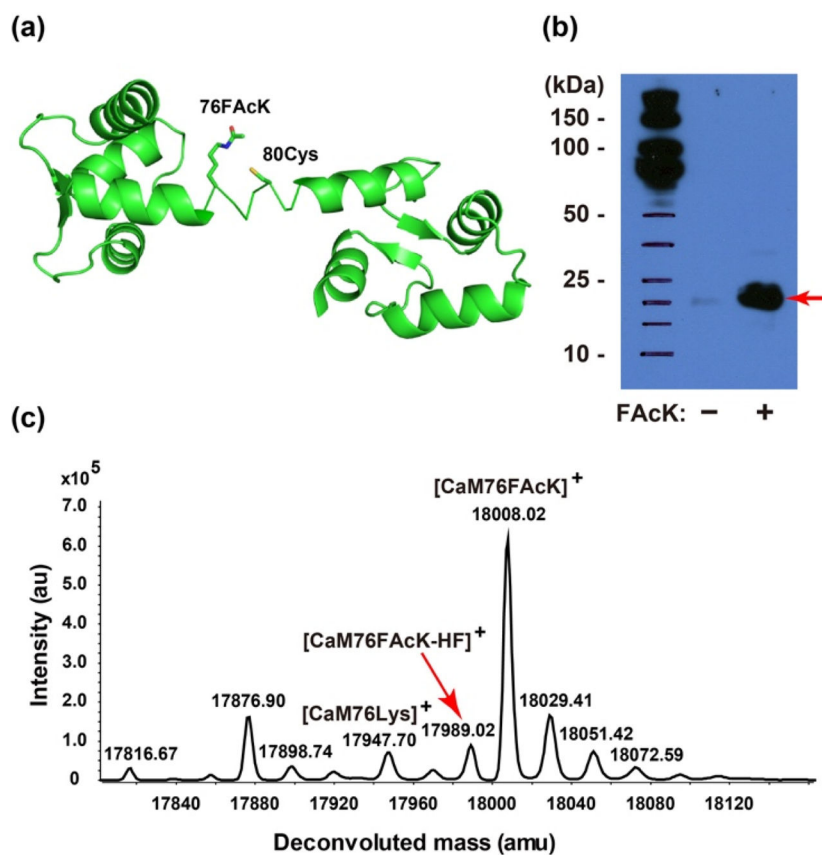 (a)
76FAcK
80Cys
(b)
(kDa)
150 -
100 -
50 -
25 -
10 -
FAcK: − +
(c)
x10⁵
7.0
6.0
5.0
4.0
3.0
2.0
1.0
0
Intensity (au)
[CaM76FAcK]⁺
18008.02
[CaM76FAcK-HF]⁺
[CaM76Lys]⁺
17816.67
17876.90
17898.74
17947.70
17989.02
18029.41
18051.42
18072.59
17840 17880 17920 17960 18000 18040 18080 18120
Deconvoluted mass (amu)